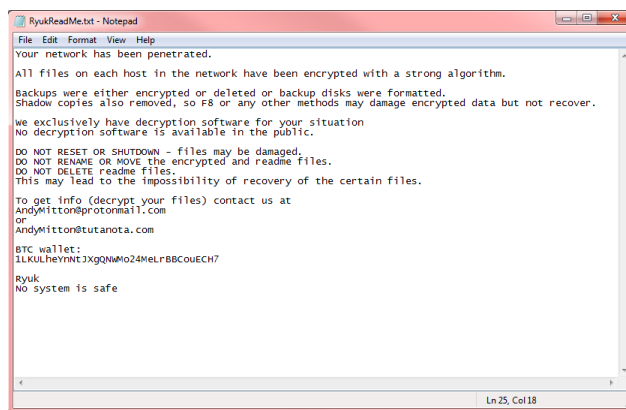 RyukReadMe.txt - Notepad
File Edit Format View Help
Your network has been penetrated.
All files on each host in the network have been encrypted with a strong algorithm.
Backups were either encrypted or deleted or backup disks were formatted.
Shadow copies also removed, so F8 or any other methods may damage encrypted data but not recover.
We exclusively have decryption software for your situation
No decryption software is available in the public.
DO NOT RESET OR SHUTDOWN - files may be damaged.
DO NOT RENAME OR MOVE the encrypted and readme files.
DO NOT DELETE readme files.
This may lead to the impossibility of recovery of the certain files.
To get info (decrypt your files) contact us at
AndyMitton@protonmail.com
or
AndyMitton@tutanota.com
BTC wallet:
1LKULheYnNtJXgQNWMo24MeLrBBCouECH7
Ryuk
No system is safe
Ln 25, Col 18